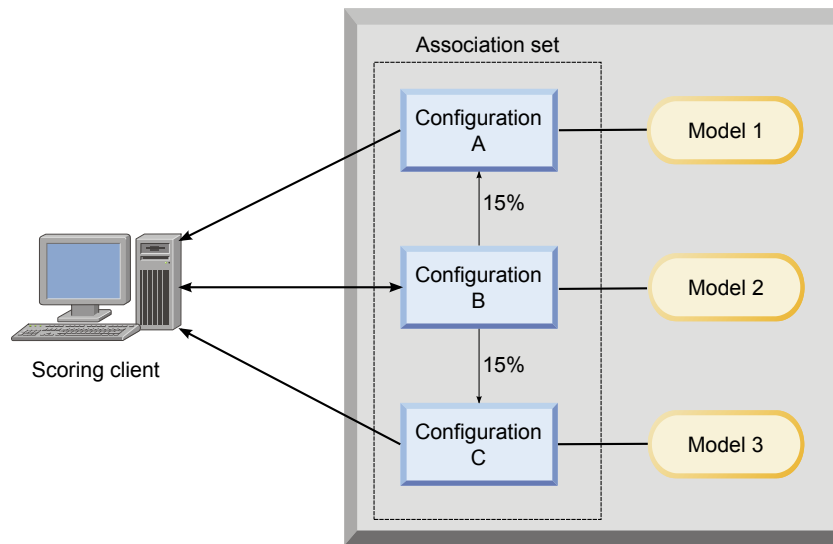 Association set
Configuration
A
Model 1
15%
Configuration
B
Model 2
Scoring client
15%
Configuration
C
Model 3